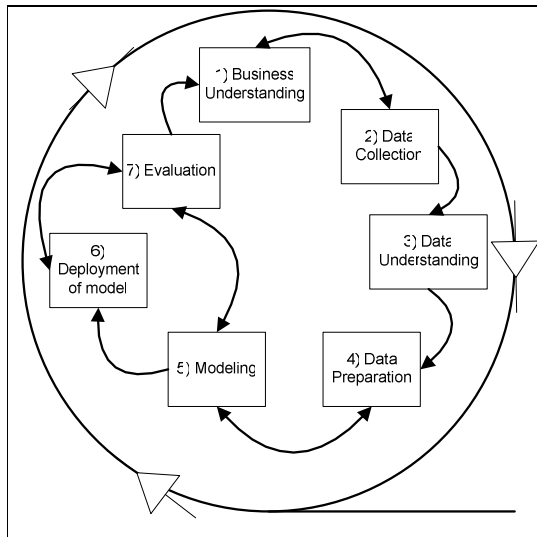 1) Business
Understanding
2) Data
Collection
3) Data
Understanding
4) Data
Preparation
5) Modeling
6)
Deployment
of model
7) Evaluation